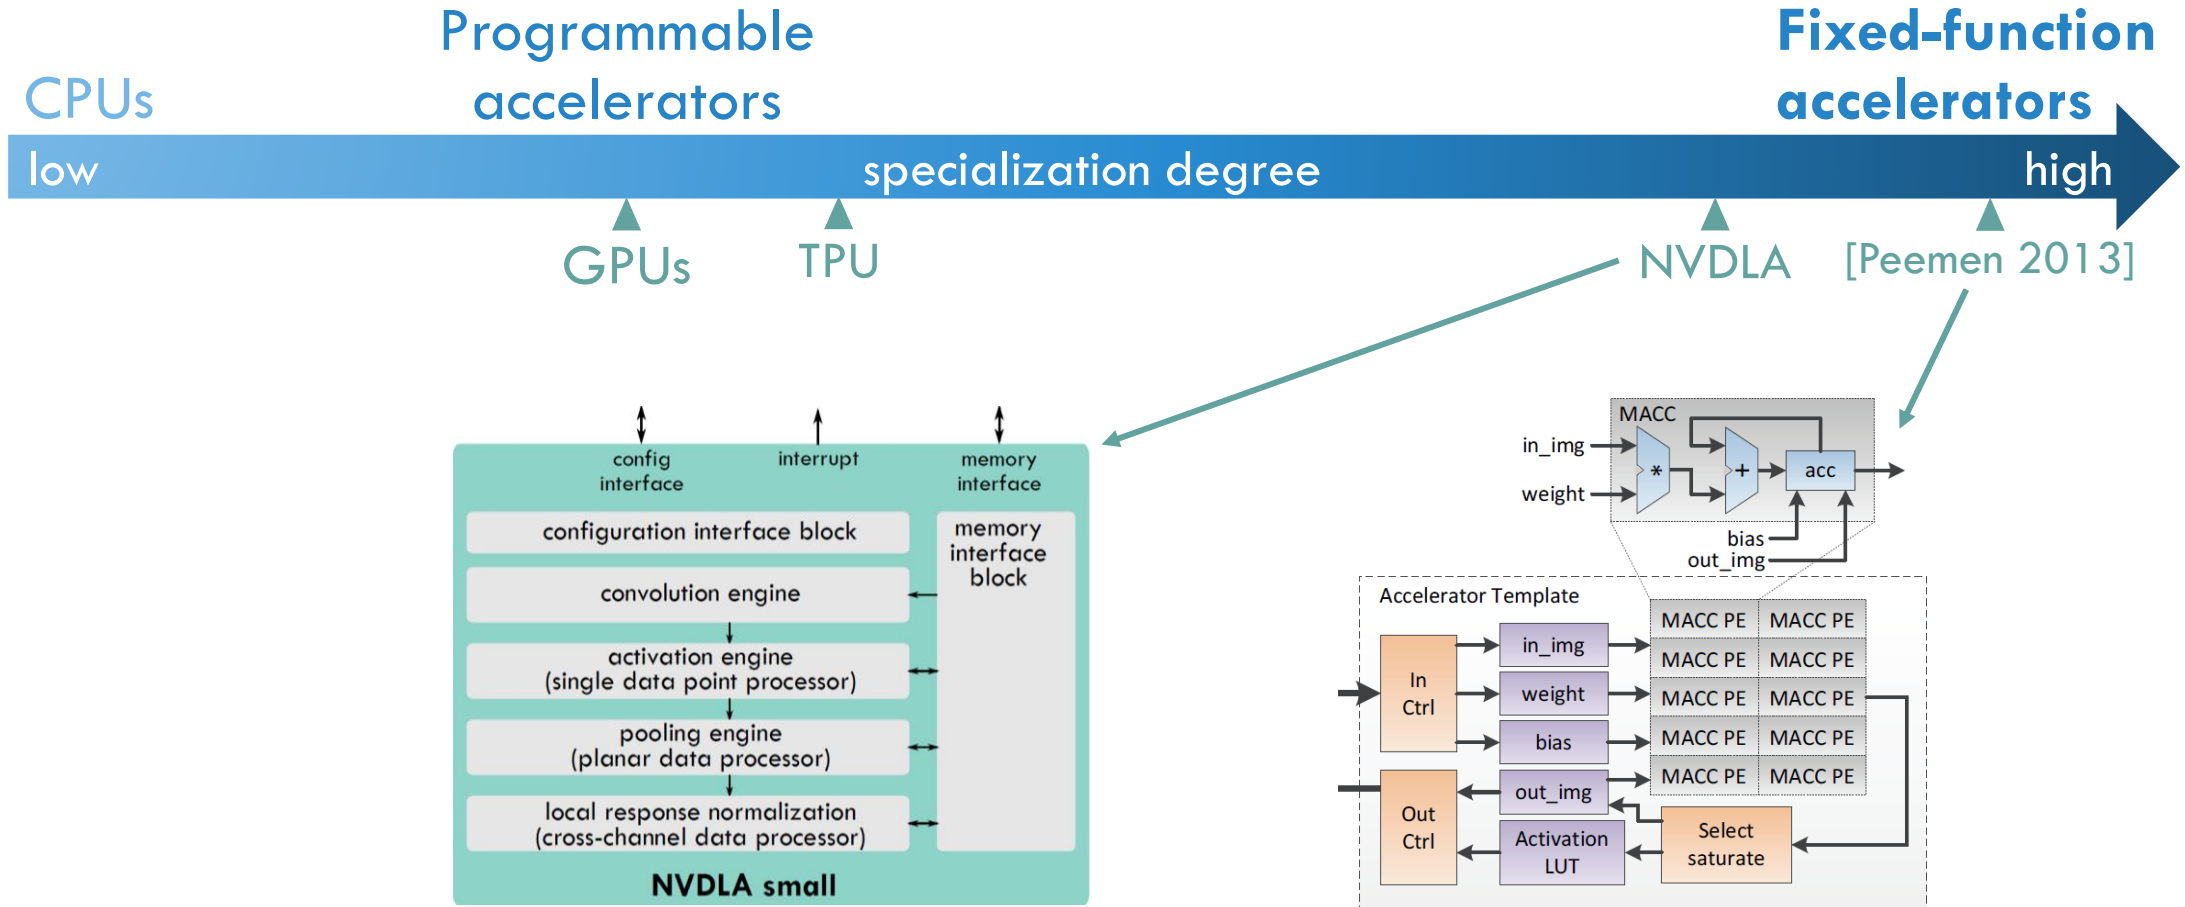 Programmable
accelerators
Fixed-function
accelerators
CPUs
low
specialization degree
high
GPUs
TPU
NVDLA
[Peemen 2013]
config
interface
interrupt
memory
interface
configuration interface block
memory
interface
block
convolution engine
activation engine
(single data point processor)
pooling engine
(planar data processor)
local response normalization
(cross-channel data processor)
NVDLA small
MACC
in_img
weight
*
+
acc
bias
out_img
Accelerator Template
In
Ctrl
in_img
weight
bias
out_img
Out
Ctrl
Activation
LUT
MACC PE MACC PE
MACC PE MACC PE
MACC PE MACC PE
MACC PE MACC PE
MACC PE MACC PE
Select
saturate